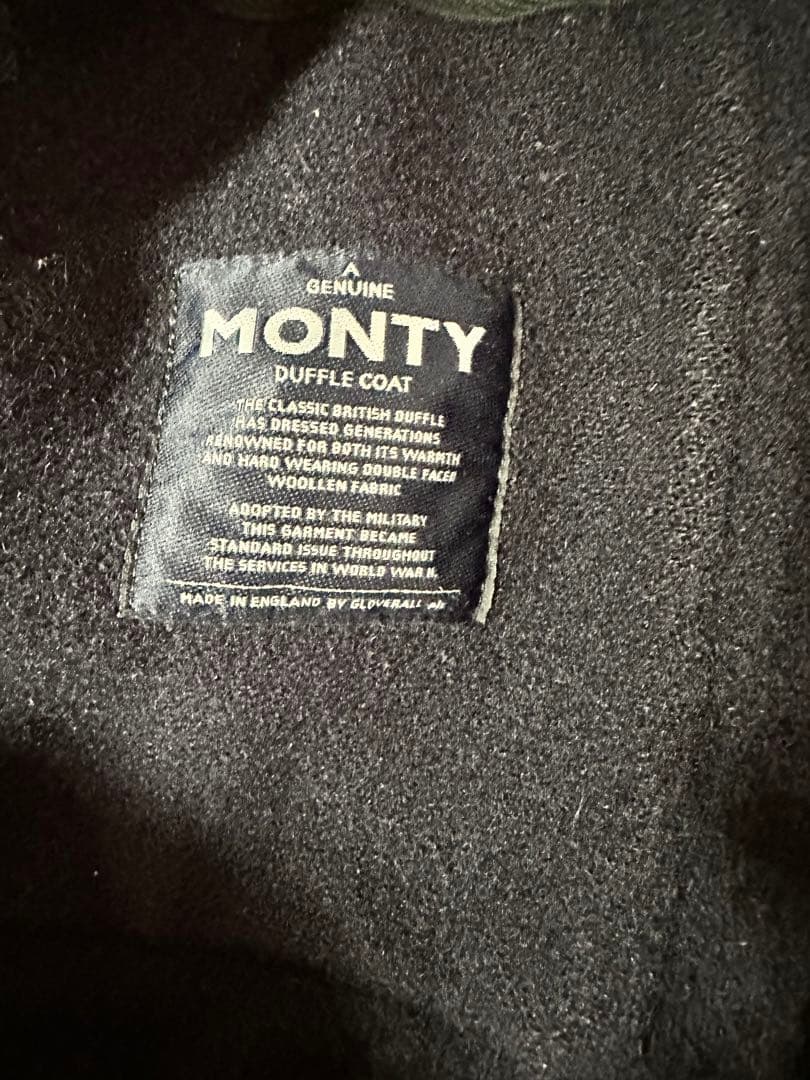 A
GENUINE
MONTY
DUFFLE COAT
THE CLASSIC BRITISH DUFFLE
HAS DRESSED GENERATIONS
RENOWNED FOR BOTH ITS WARMTH
AND HARD WEARING DOUBLE FACED
WOOLLEN FABRIC
ADOPTED BY THE MILITARY
THIS GARMENT BECAME
STANDARD ISSUE THROUGHOUT
THE SERVICES IN WORLD WAR II.
MADE IN ENGLAND BY GLOVERALL plc